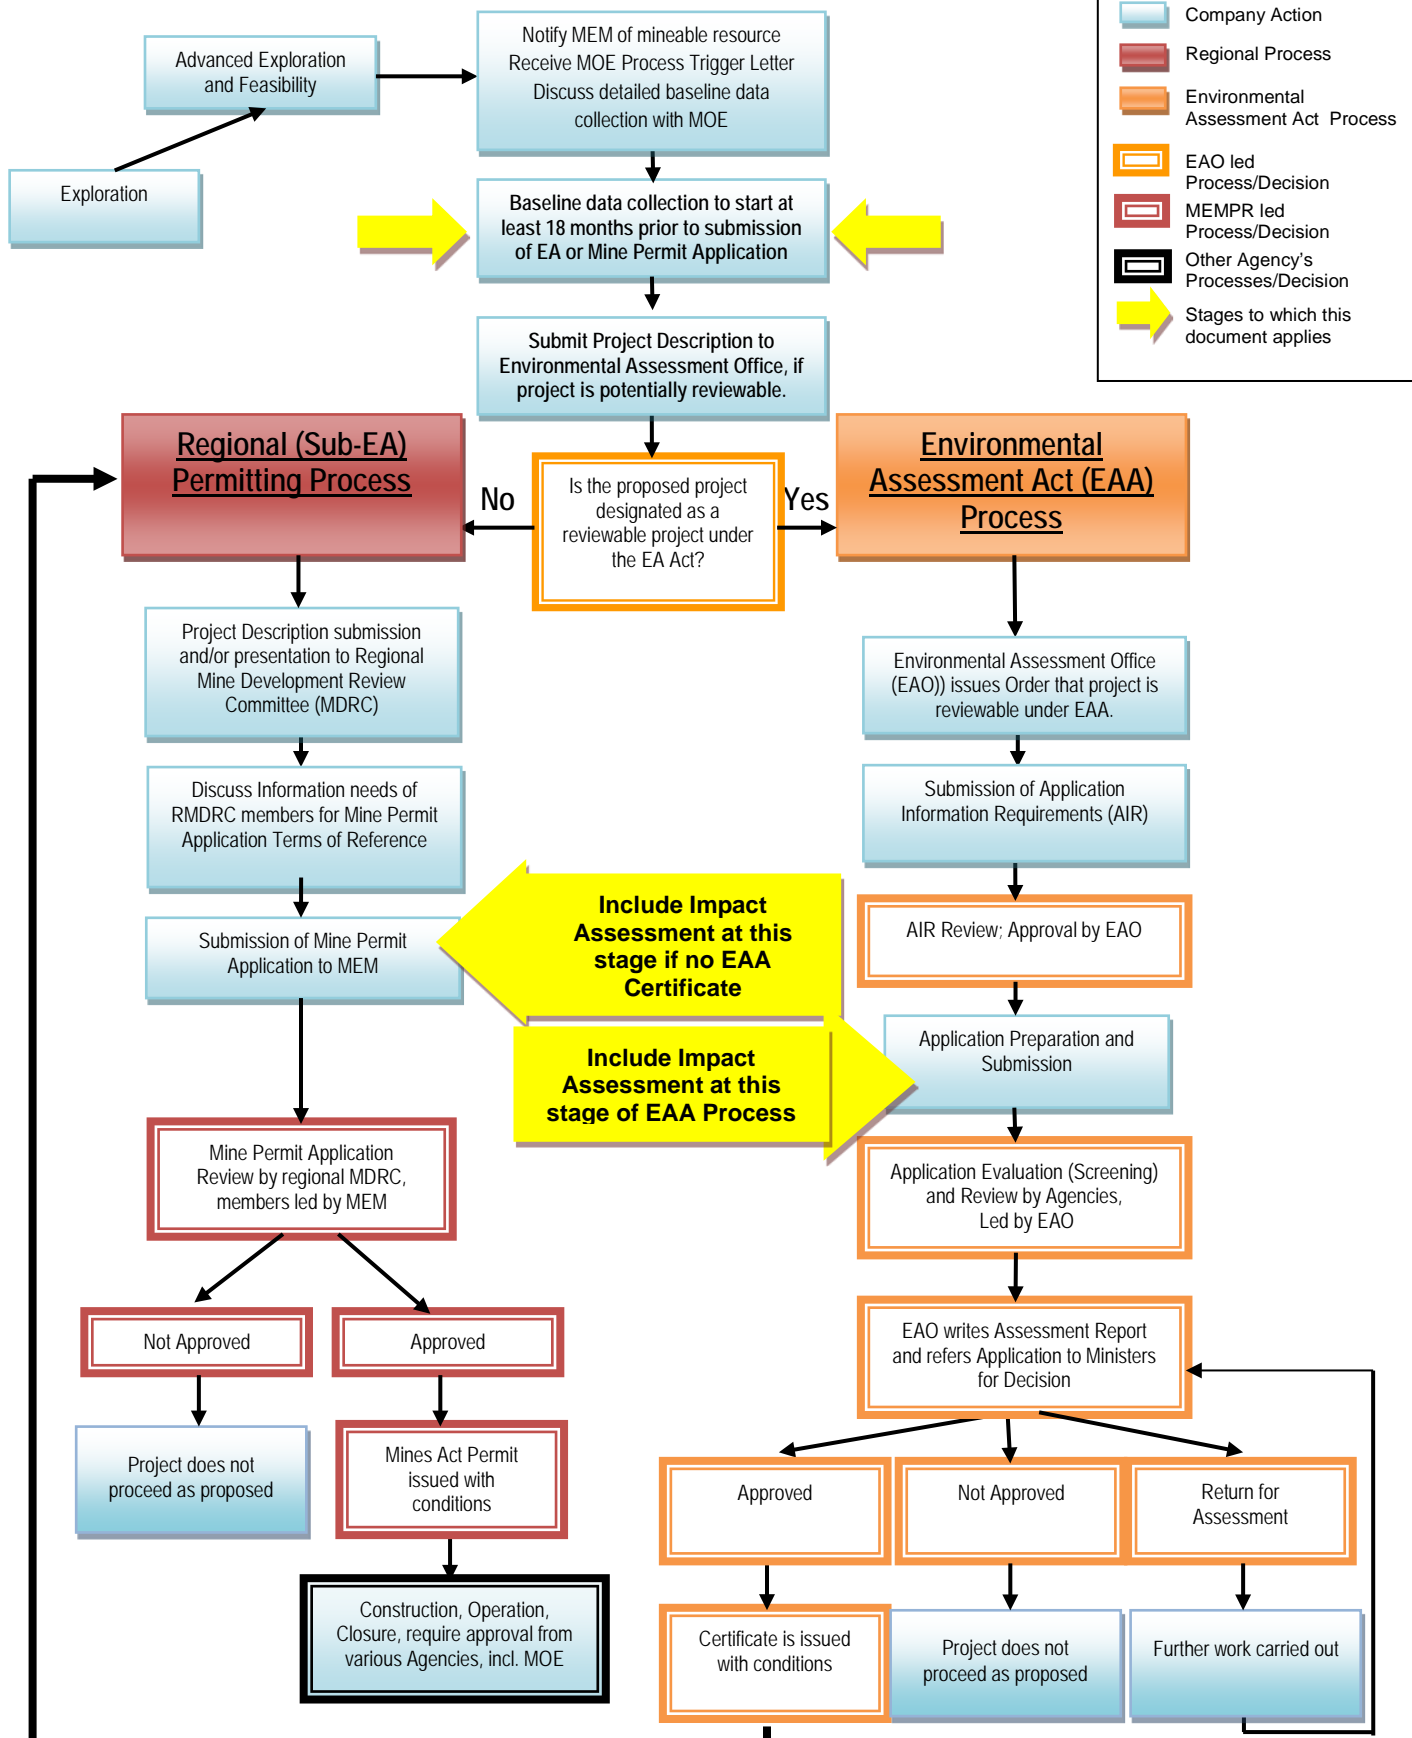 Company Action
Regional Process
Environmental
Assessment Act  Process
EAO led
Process/Decision
MEMPR led
Process/Decision
Other Agency's
Processes/Decision
Stages to which this
document applies
Notify MEM of mineable resource
Receive MOE Process Trigger Letter
Discuss detailed baseline data
collection with MOE
Advanced Exploration
and Feasibility
Exploration
Baseline data collection to start at
least 18 months prior to submission
of EA or Mine Permit Application
Submit Project Description to
Environmental Assessment Office, if
project is potentially reviewable.
Regional (Sub-EA)
Permitting Process
No
Is the proposed project
designated as a
reviewable project under
the EA Act?
Yes
Environmental
Assessment Act (EAA)
Process
Project Description submission
and/or presentation to Regional
Mine Development Review
Committee (MDRC)
Discuss Information needs of
RMDRC members for Mine Permit
Application Terms of Reference
Submission of Mine Permit
Application to MEM
Include Impact
Assessment at this
stage if no EAA
Certificate
Include Impact
Assessment at this
stage of EAA Process
Mine Permit Application
Review by regional MDRC,
members led by MEM
Not Approved
Approved
Project does not
proceed as proposed
Mines Act Permit
issued with
conditions
Construction, Operation,
Closure, require approval from
various Agencies, incl. MOE
Environmental Assessment Office
(EAO)) issues Order that project is
reviewable under EAA.
Submission of Application
Information Requirements (AIR)
AIR Review; Approval by EAO
Application Preparation and
Submission
Application Evaluation (Screening)
and Review by Agencies,
Led by EAO
EAO writes Assessment Report
and refers Application to Ministers
for Decision
Approved
Not Approved
Return for
Assessment
Certificate is issued
with conditions
Project does not
proceed as proposed
Further work carried out